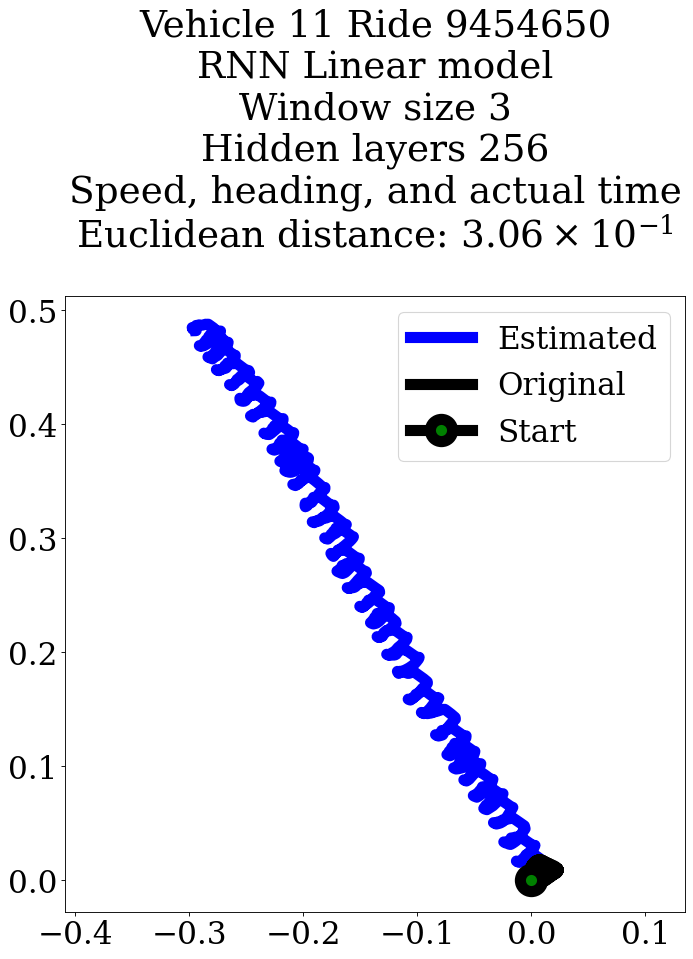 Vehicle 11 Ride 9454650
RNN Linear model
Window size 3
Hidden layers 256
Speed, heading, and actual time
Euclidean distance: 3.06 × 10⁻¹
Estimated
Original
Start
0.5
0.4
0.3
0.2
0.1
0.0
−0.4 −0.3 −0.2 −0.1 0.0 0.1